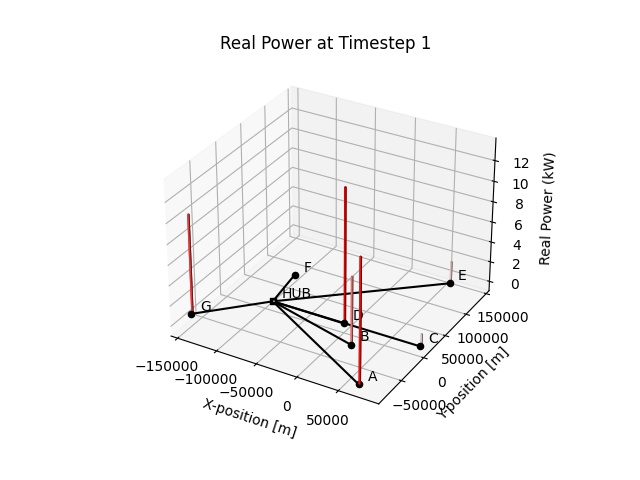 Real Power at Timestep 1
12
10
8
6
4
2
0
Real Power (kW)
F
HUB
E
G
D
B
C
A
150000
100000
50000
0
−50000
Y-position [m]
−150000
−100000
−50000
0
50000
X-position [m]